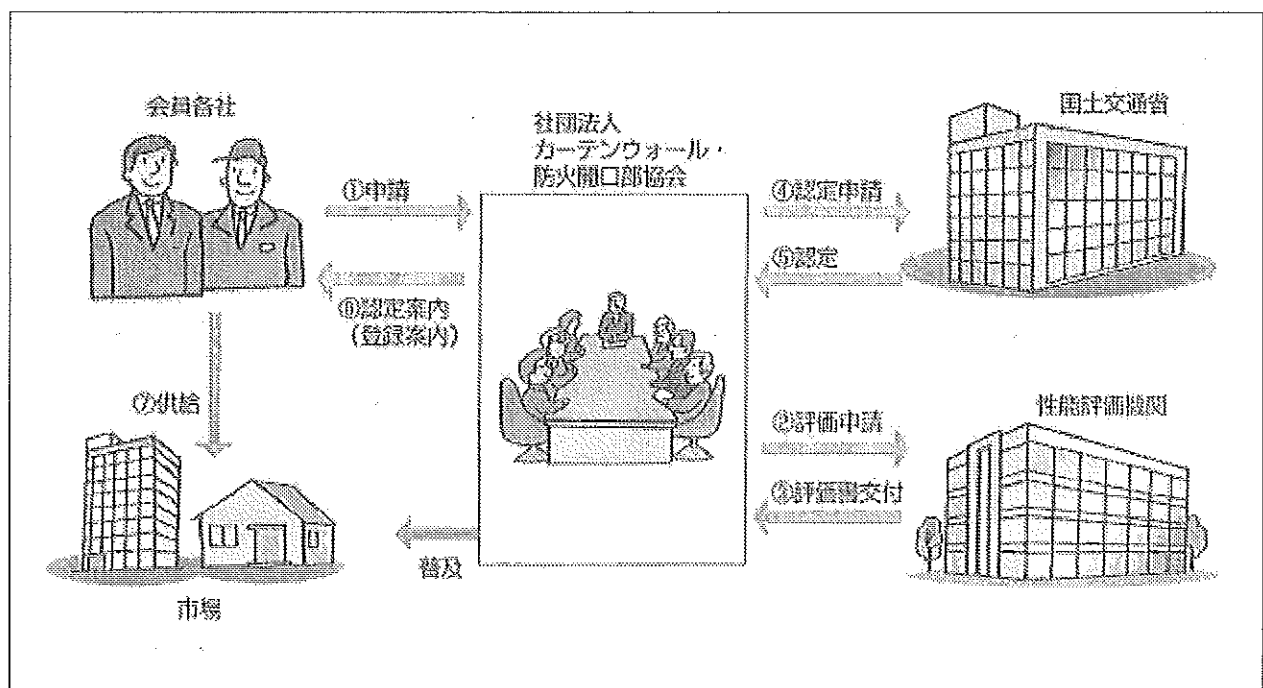 会員各社
社団法人
カーテンウォール・
防火開口部協会
国土交通省
①申請
④認定申請
⑤認定
⑥認定案内
(登録案内)
⑦供給
②評価申請
性能評価機関
③評価書交付
普及
市場